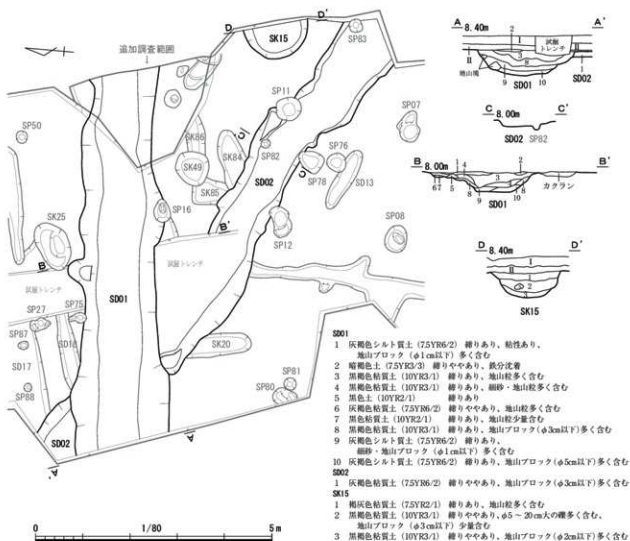 追加調査範囲
D
D'
SK15
SP83
SP50
SP11
SK86
C'
SP07
SK49
SK84
SP82
C
SP76
SD02
SP78
SD13
SK85
SK25
SP16
B'
SP12
SP08
B
試掘トレンチ
試掘トレンチ
SD01
SP27
SP75
SK20
SP87
SD17
SP88
SP81
SP80
SD02
A
A'
0
1/80
5m
A
8.40m
2
A'
1
試掘
トレンチ
II
3
II
8
1
地山塊
9
10
SD02
SD01
C
8.00m
C'
SD02
SP82
B
8.00m
1
4
2
B'
3
67
5
8
8
カクラン
9
10
SD01
D
8.40m
D'
I
II
1
2
3
SK15
SD01
1 灰褐色シルト質土 (7.5YR6/2) 締りあり、粘性あり、
地山ブロック (φ1cm以下) 多く含む
2 暗褐色土 (7.5YR3/3) 締りややあり、鉄分沈着
3 黒褐色粘質土 (10YR3/1) 締りあり、地山粒多く含む
4 黒褐色粘質土 (10YR3/1) 締りあり、細砂・地山粒多く含む
5 黒色土 (10YR2/1) 締りあり
6 灰褐色粘質土 (7.5YR6/2) 締りややあり、地山粒多く含む
7 黒色粘質土 (10YR2/1) 締りあり、地山粒少量含む
8 黒褐色粘質土 (10YR3/1) 締りあり、地山ブロック (φ3cm以下) 多く含む
9 灰褐色シルト質土 (7.5YR6/2) 締りあり、
細砂・地山ブロック (φ1cm以下) 多く含む
10 灰褐色シルト質土 (7.5YR6/2) 締りあり、地山ブロック (φ5cm以下) 多く含む
SD02
1 灰褐色粘質土 (7.5YR6/2) 締りややあり、地山ブロック (φ3cm以下) 多く含む
SK15
1 褐灰色粘質土 (7.5YR2/1) 締りあり、地山粒多く含む
2 黒褐色粘質土 (10YR3/1) 締りややあり、φ5～20cm大の礫多く含む、
地山ブロック (φ3cm以下) 少量含む
3 黒褐色粘質土 (10YR3/1) 締りややあり、地山ブロック (φ2cm以下) 多く含む